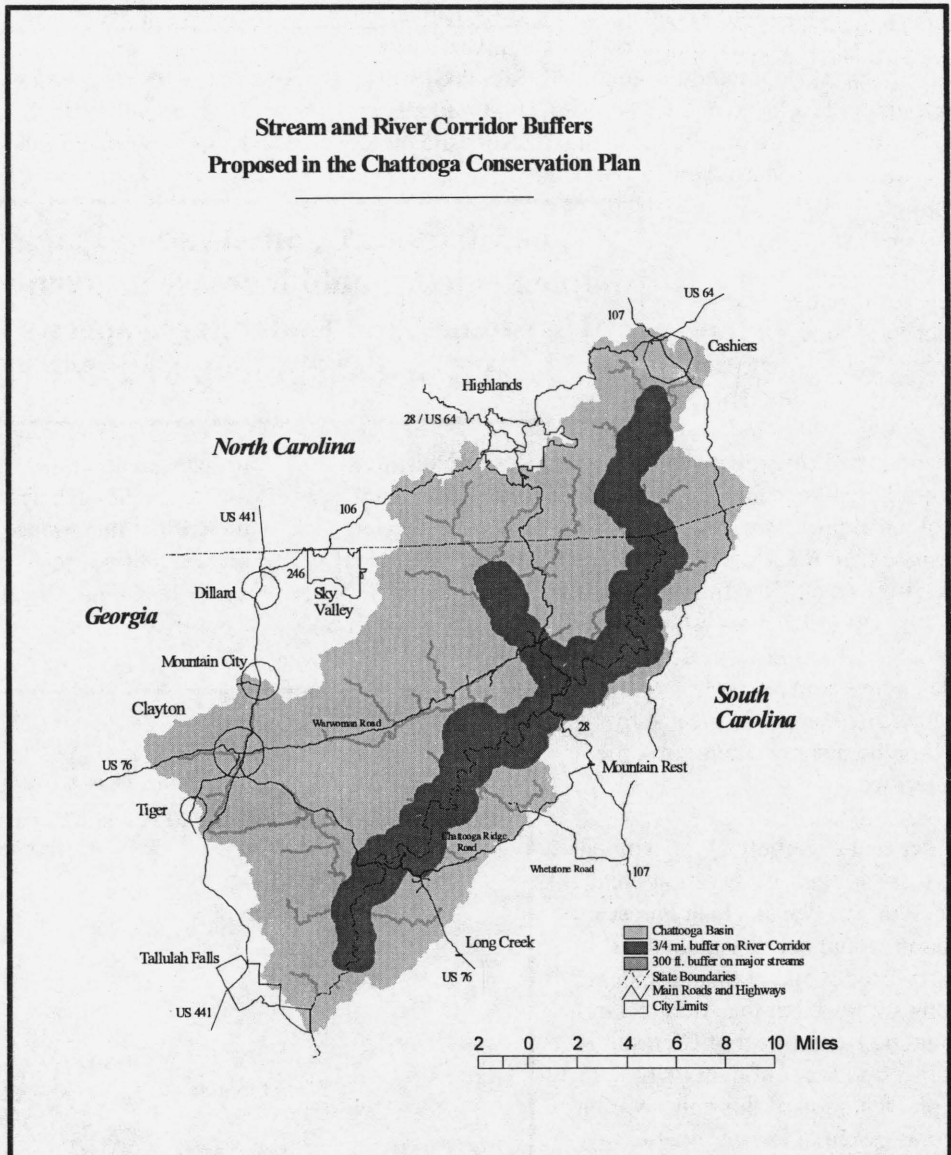 Stream and River Corridor Buffers
Proposed in the Chattooga Conservation Plan
US 64
107
Cashiers
Highlands
28 / US 64
North Carolina
US 441
106
246
Dillard
Sky
Valley
Georgia
Mountain City
Clayton
South
Carolina
Warwoman Road
28
US 76
Mountain Rest
Tiger
Chattooga Ridge
Road
Whetstone Road
107
Long Creek
Tallulah Falls
US 76
US 441
Chattooga Basin
3/4 mi. buffer on River Corridor
300 ft. buffer on major streams
State Boundaries
Main Roads and Highways
City Limits
2 0 2 4 6 8 10 Miles